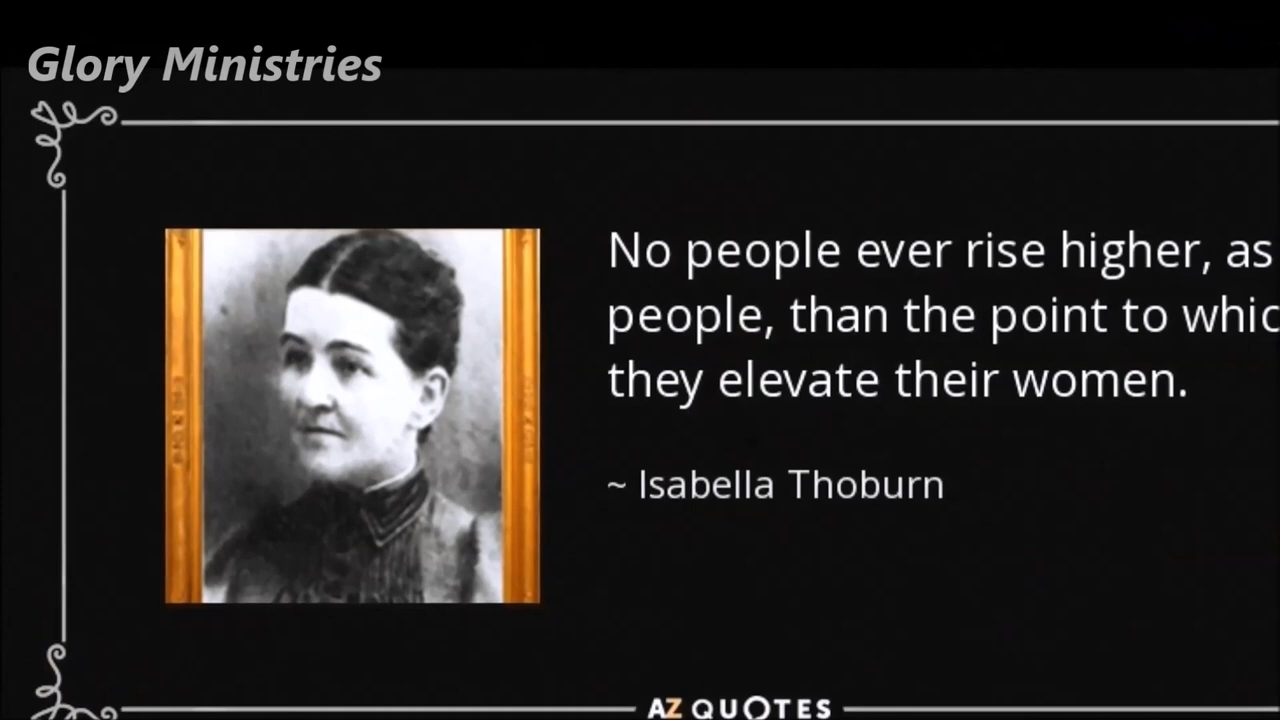 Glory Ministries
No people ever rise higher, as
people, than the point to whic
they elevate their women.
~ Isabella Thoburn
AZ QUOTES